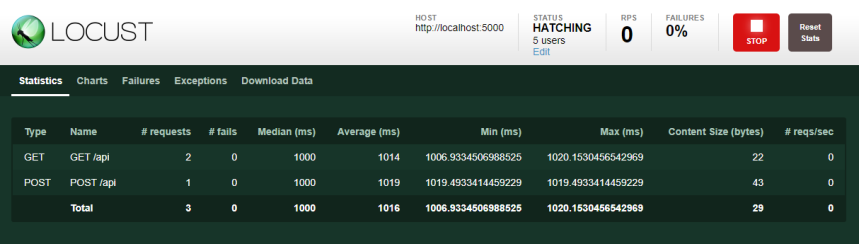 LOCUST
HOST
http://localhost:5000
STATUS
HATCHING
5 users
Edit
RPS
0
FAILURES
0%
STOP
Reset
Stats
Statistics Charts Failures Exceptions Download Data
Type Name # requests # fails Median (ms) Average (ms) Min (ms) Max (ms) Content Size (bytes) # reqs/sec
GET GET /api 2 0 1000 1014 1006.9334506988525 1020.1530456542969 22 0
POST POST /api 1 0 1000 1019 1019.4933414459229 1019.4933414459229 43 0
Total 3 0 1000 1016 1006.9334506988525 1020.1530456542969 29 0